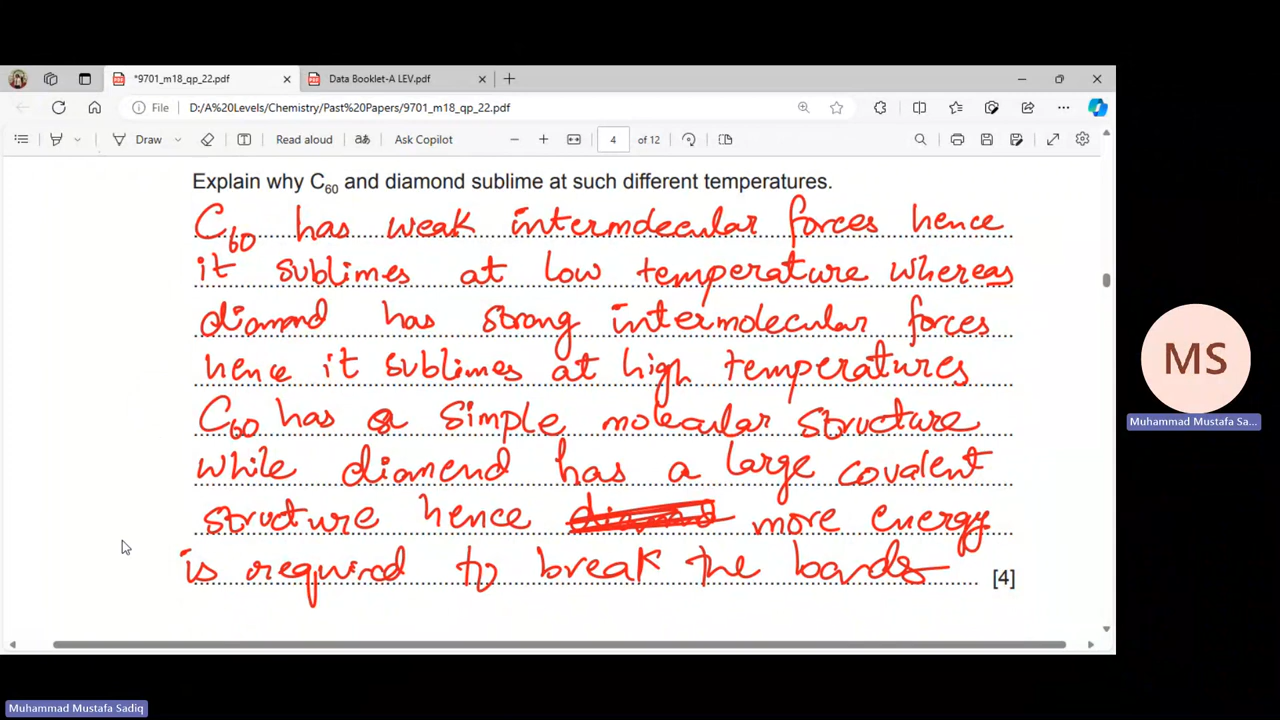 *9701_m18_qp_22.pdf
Data Booklet-A LEV.pdf
File D:/A%20Levels/Chemistry/Past%20Papers/9701_m18_qp_22.pdf
Draw Read aloud aあ Ask Copilot 4 of 12
Explain why C60 and diamond sublime at such different temperatures.
C60 has weak intermolecular forces hence
it sublimes at low temperature whereas
diamond has strong intermolecular forces
hence it sublimes at high temperatures
C60 has a simple molecular structure
while diamend has a large covalent
structure hence more energy
is required to break the bonds
[4]
MS
Muhammad Mustafa Sa...
Muhammad Mustafa Sadiq